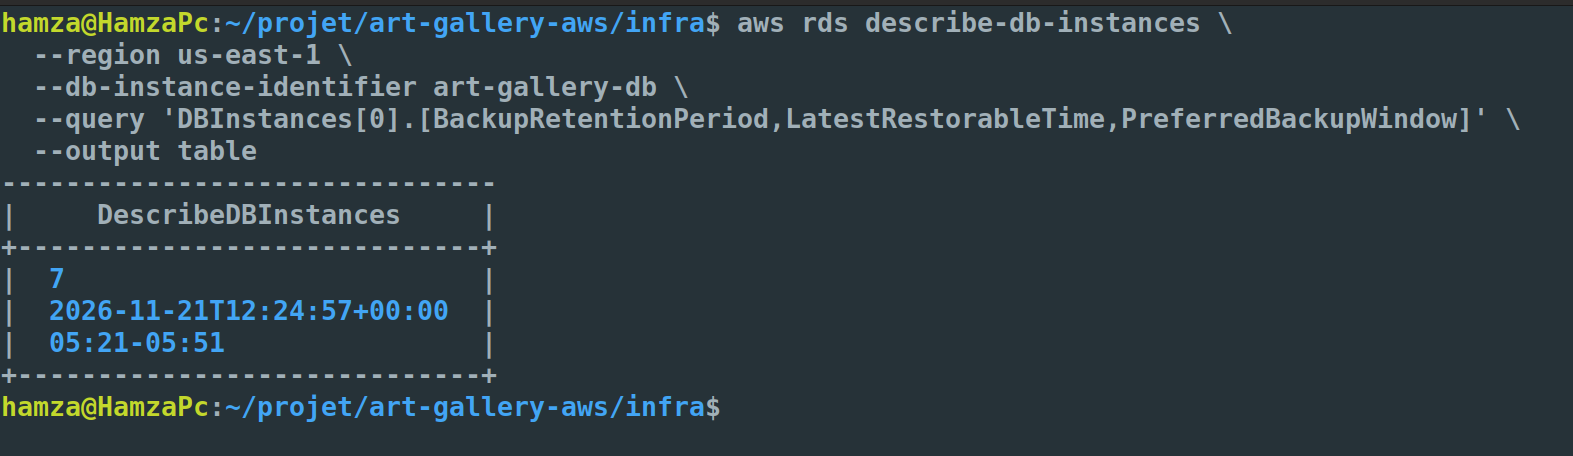 hamza@HamzaPc:~/projet/art-gallery-aws/infra$ aws rds describe-db-instances \
  --region us-east-1 \
  --db-instance-identifier art-gallery-db \
  --query 'DBInstances[0].[BackupRetentionPeriod,LatestRestorableTime,PreferredBackupWindow]' \
  --output table
-------------------------------
|     DescribeDBInstances     |
+-----------------------------+
|  7                          |
|  2026-11-21T12:24:57+00:00  |
|  05:21-05:51                |
+-----------------------------+
hamza@HamzaPc:~/projet/art-gallery-aws/infra$